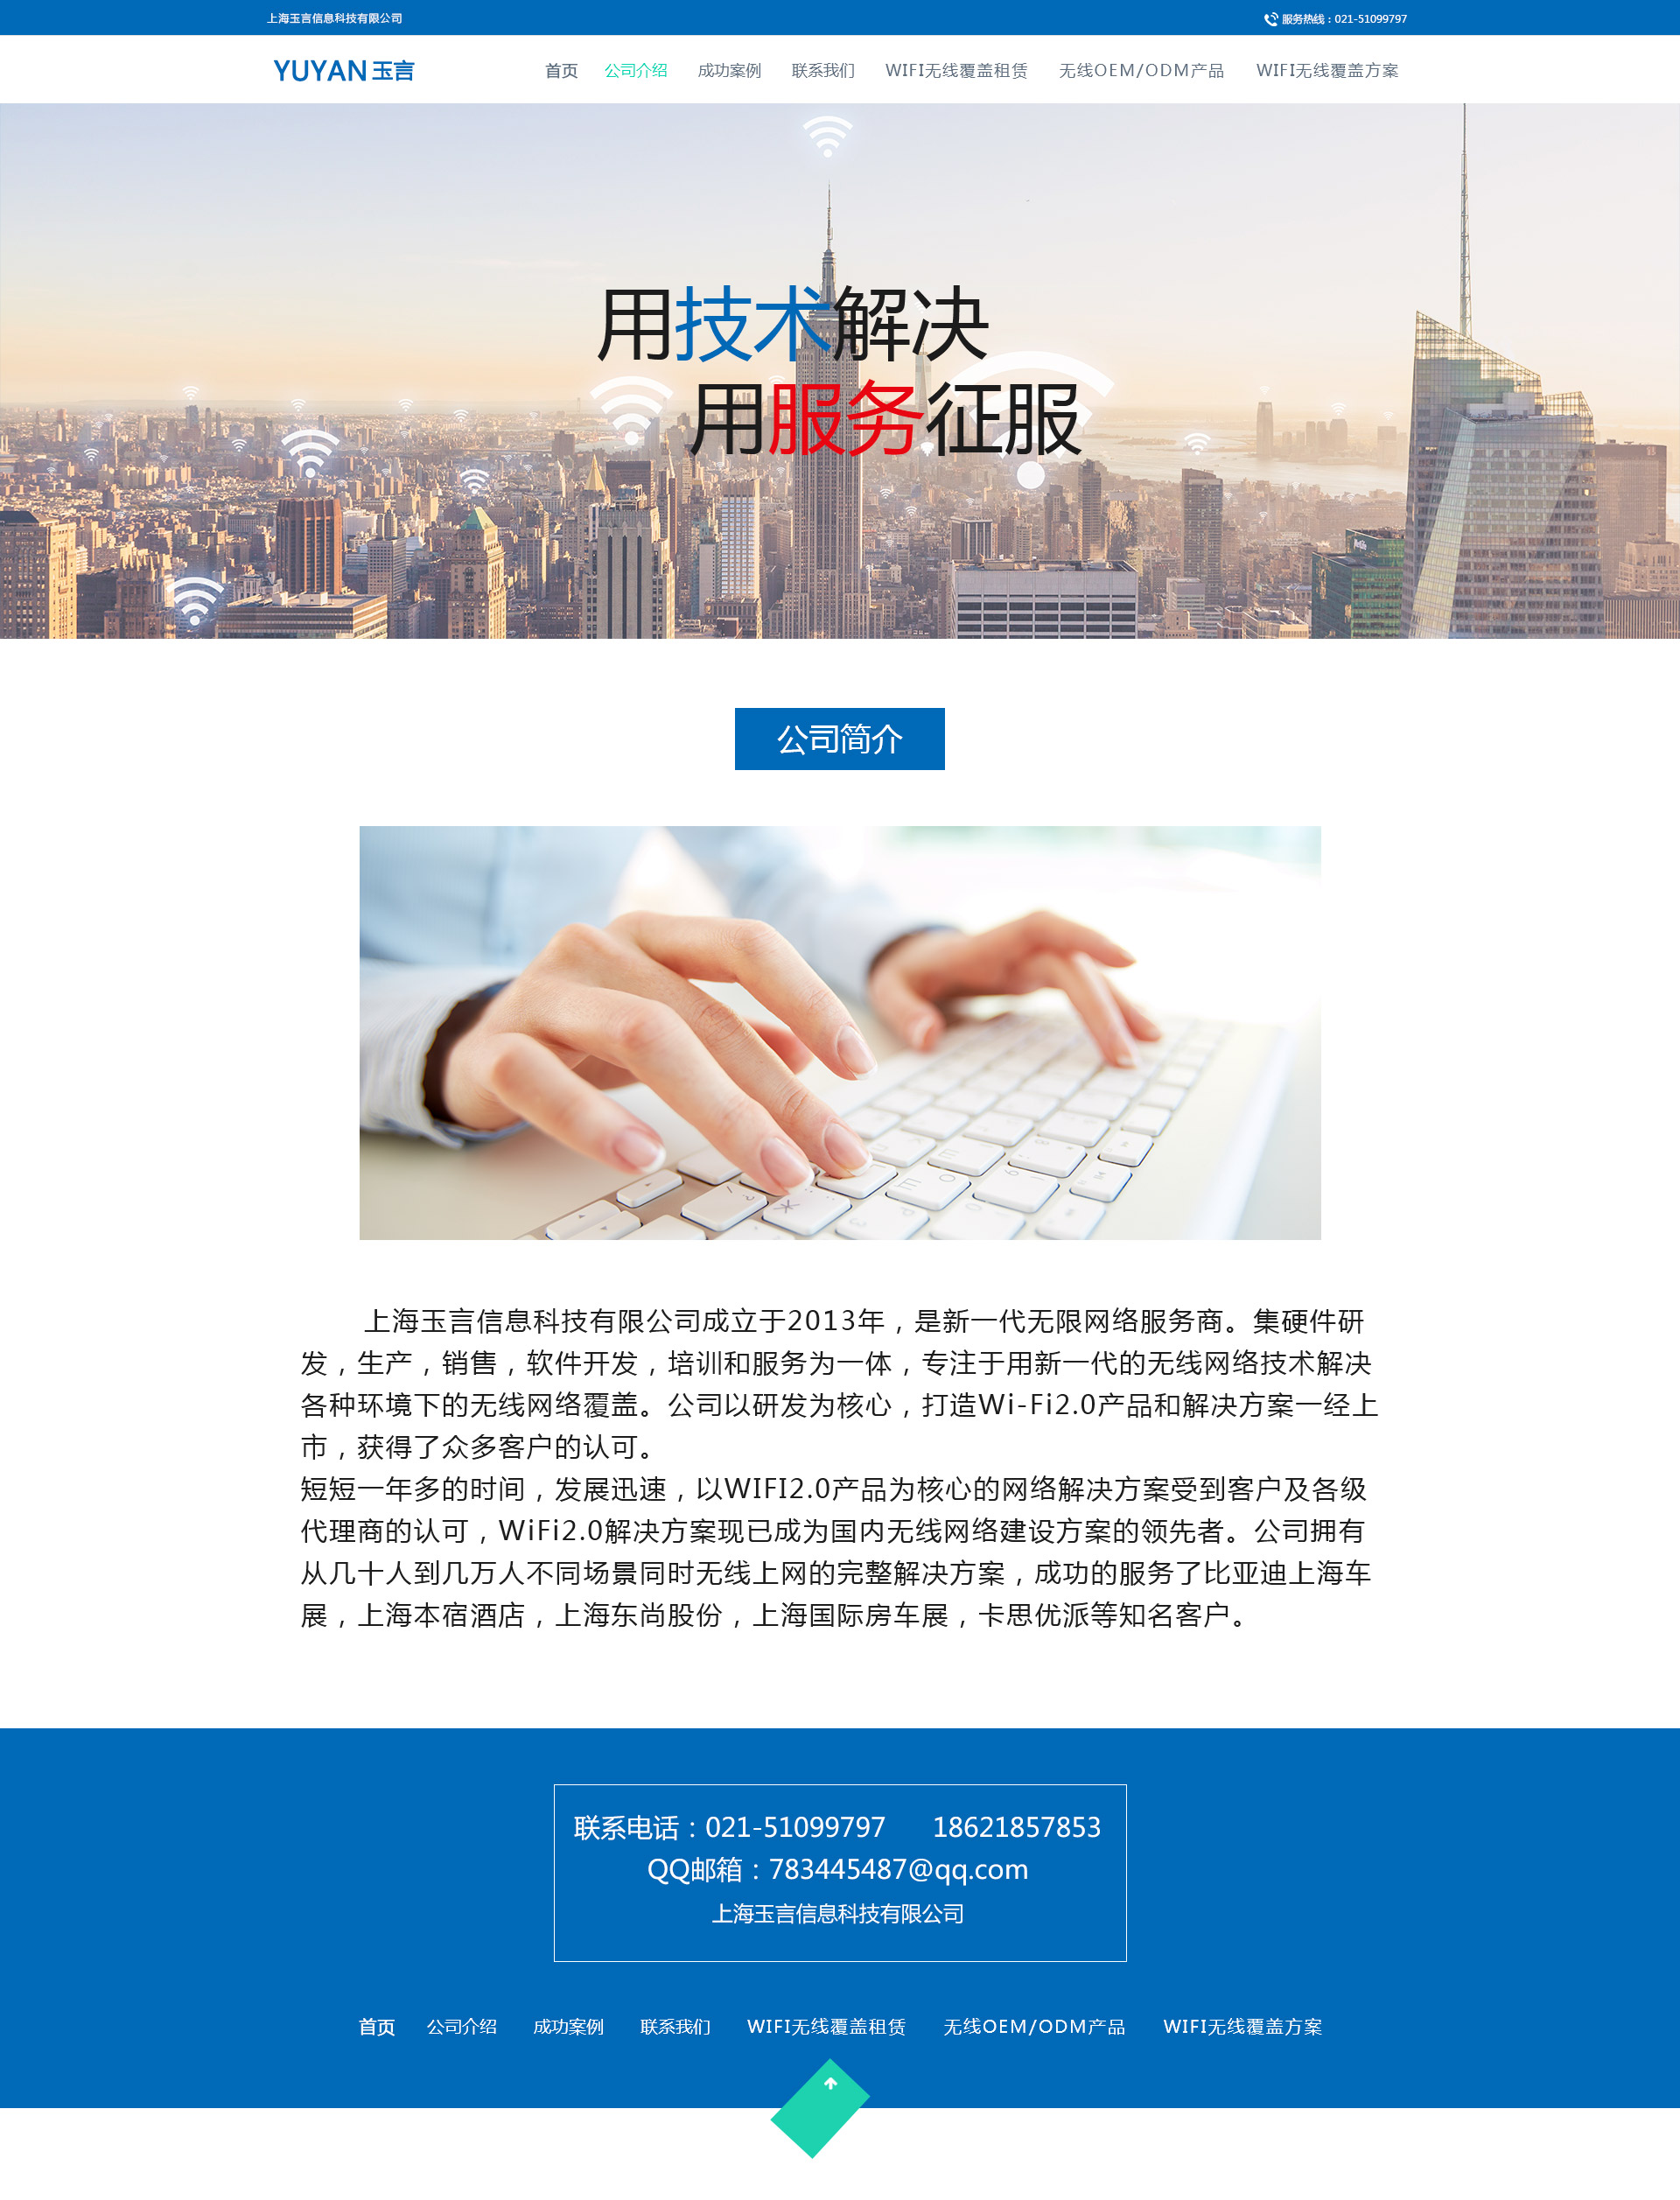 上海玉言信息科技有限公司
服务热线：021-51099797
YUYAN 玉言
首页 公司介绍 成功案例 联系我们 WIFI无线覆盖租赁 无线OEM/ODM产品 WIFI无线覆盖方案
用技术解决
用服务征服
公司简介
上海玉言信息科技有限公司成立于2013年，是新一代无限网络服务商。集硬件研
发，生产，销售，软件开发，培训和服务为一体，专注于用新一代的无线网络技术解决
各种环境下的无线网络覆盖。公司以研发为核心，打造Wi-Fi2.0产品和解决方案一经上
市，获得了众多客户的认可。
短短一年多的时间，发展迅速，以WIFI2.0产品为核心的网络解决方案受到客户及各级
代理商的认可，WiFi2.0解决方案现已成为国内无线网络建设方案的领先者。公司拥有
从几十人到几万人不同场景同时无线上网的完整解决方案，成功的服务了比亚迪上海车
展，上海本宿酒店，上海东尚股份，上海国际房车展，卡思优派等知名客户。
联系电话：021-51099797 18621857853
QQ邮箱：783445487@qq.com
上海玉言信息科技有限公司
首页 公司介绍 成功案例 联系我们 WIFI无线覆盖租赁 无线OEM/ODM产品 WIFI无线覆盖方案